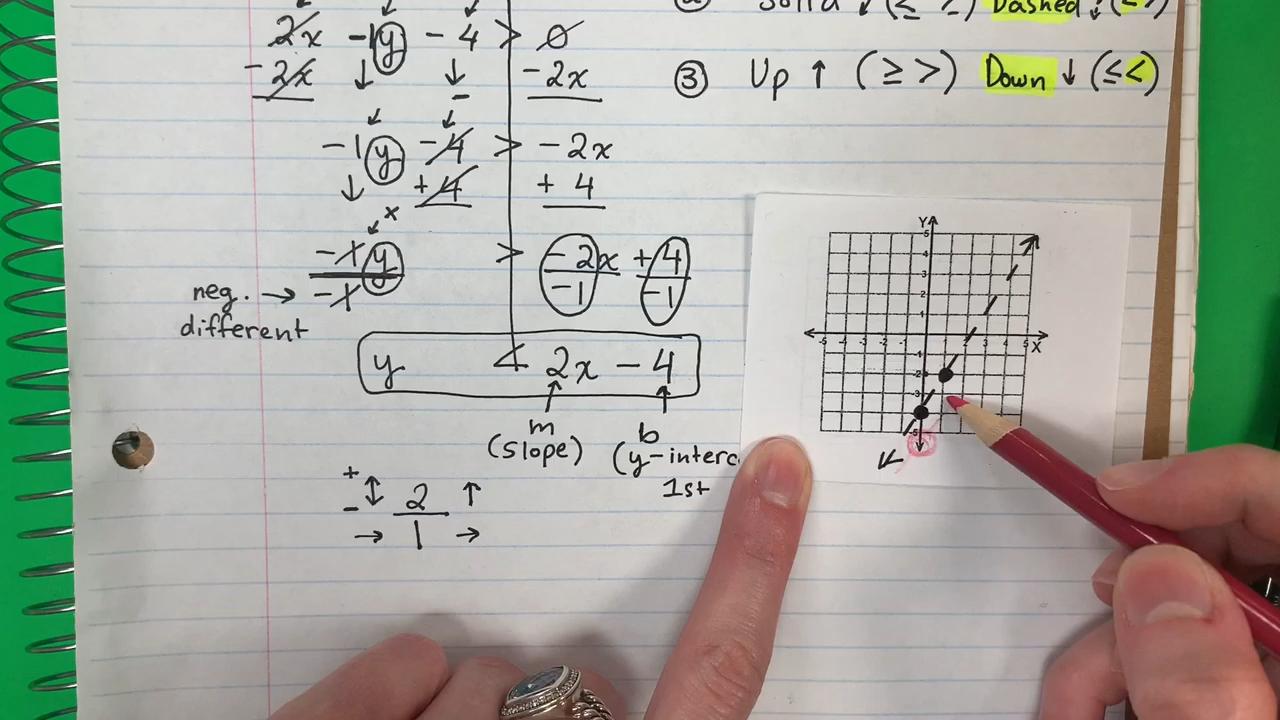 2x -1y - 4 > 0
- 2x - 2x
Solid ↓ (≤ ≥) Dashed ↓ (< >)
③ Up ↑ (≥ >) Down ↓ (≤ <)
-1y -4 > -2x
+4 + 4
-1y > -2x +4
-1 -1 -1
neg. → different
y < 2x - 4
m b
(slope) (y-interc
1st
+ -
2
1
→ →
Y
X